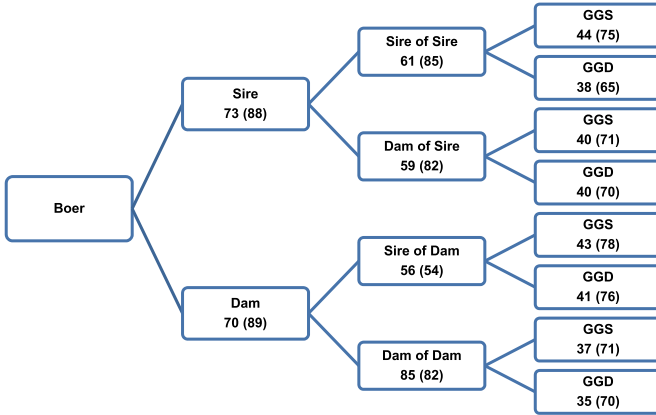 Boer
Sire
73 (88)
Dam
70 (89)
Sire of Sire
61 (85)
Dam of Sire
59 (82)
Sire of Dam
56 (54)
Dam of Dam
85 (82)
GGS
44 (75)
GGD
38 (65)
GGS
40 (71)
GGD
40 (70)
GGS
43 (78)
GGD
41 (76)
GGS
37 (71)
GGD
35 (70)